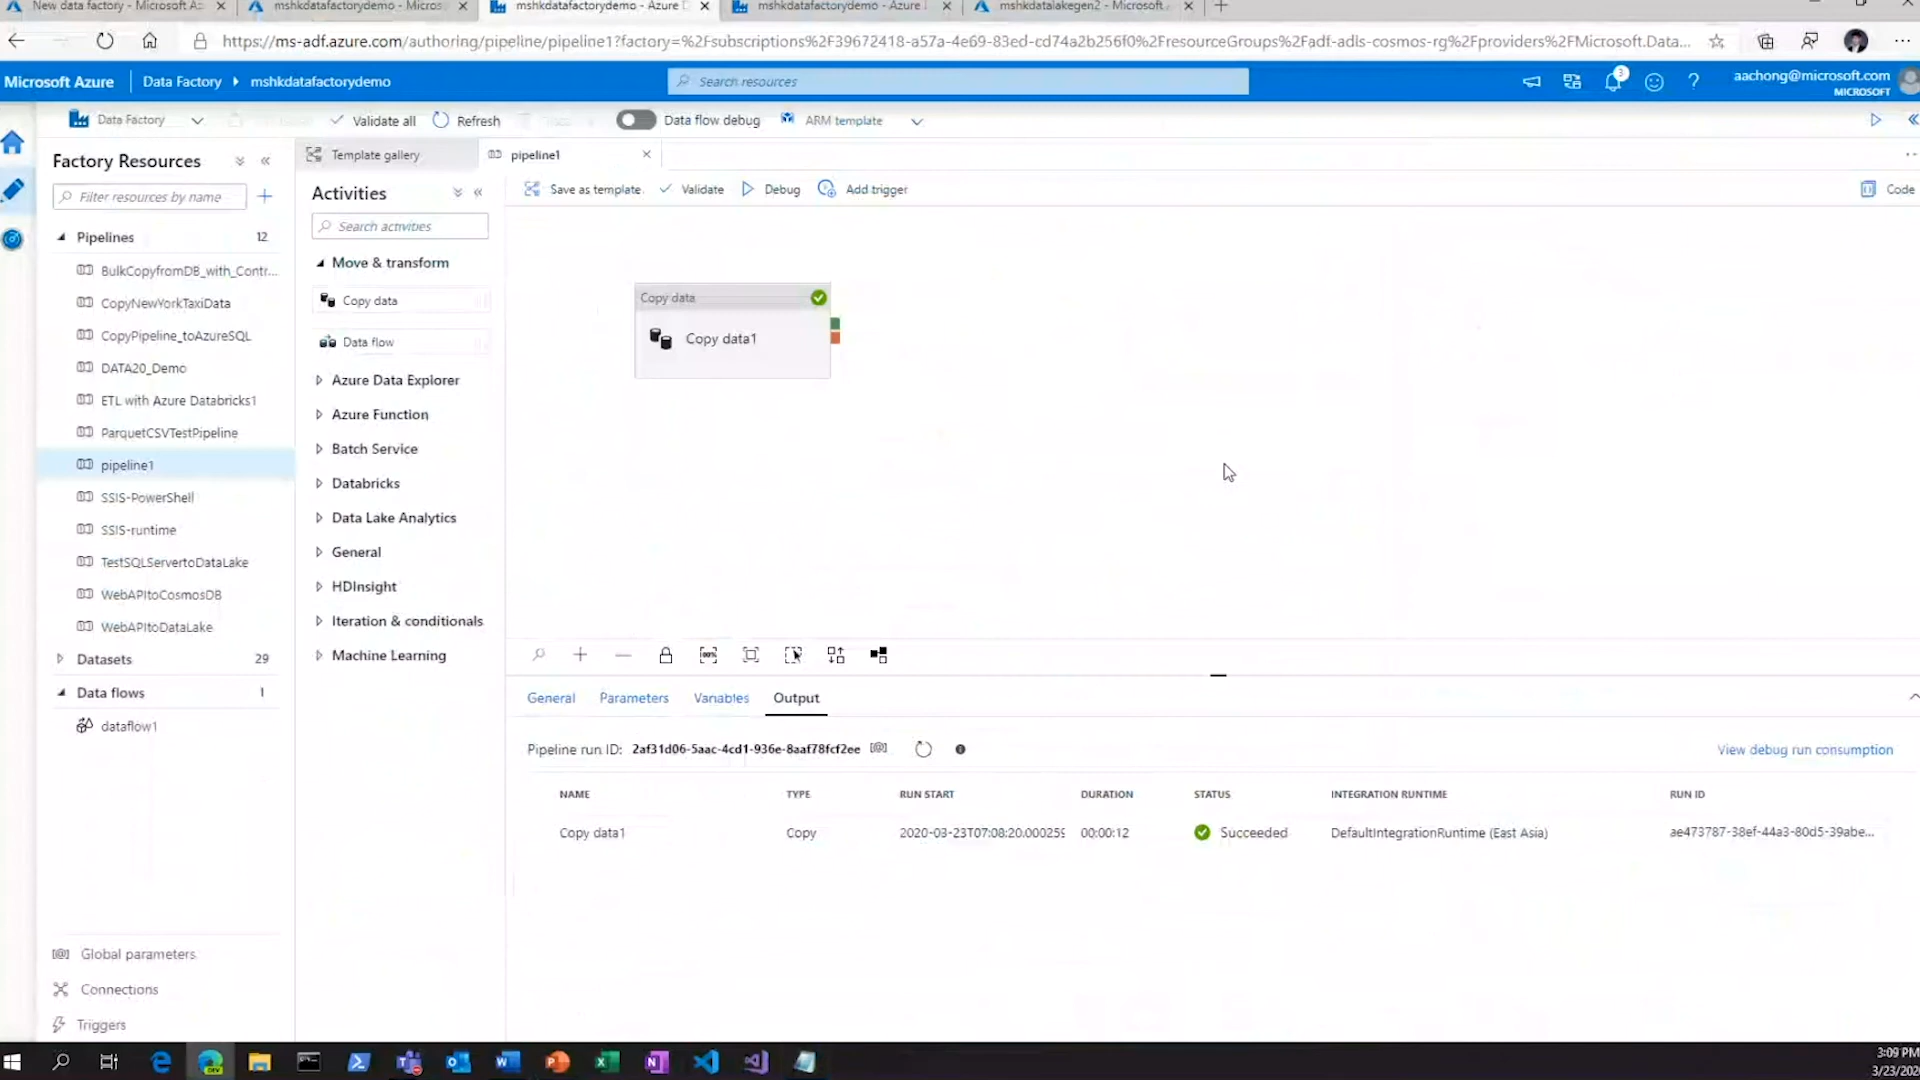 New data factory - Microsoft A
mshkdatafactorydemo - Micros
mshkdatafactorydemo - Azure D
mshkdatafactorydemo - Azure
mshkdatalakegen2 - Microsoft
https://ms-adf.azure.com/authoring/pipeline/pipeline1?factory=%2Fsubscriptions%2F39672418-a57a-4e69-83ed-cd74a2b256f0%2FresourceGroups%2Fadf-adls-cosmos-rg%2Fproviders%2FMicrosoft.Data...
Microsoft Azure
Data Factory
mshkdatafactorydemo
Search resources
3
aachong@microsoft.com
MICROSOFT
Data Factory
Validate all
Refresh
Data flow debug
ARM template
Factory Resources
Template gallery
pipeline1
Filter resources by name
Activities
Save as template
Validate
Debug
Add trigger
Code
Search activities
Pipelines
12
BulkCopyfromDB_with_Contr...
CopyNewYorkTaxiData
CopyPipeline_toAzureSQL
DATA20_Demo
ETL with Azure Databricks1
ParquetCSVTestPipeline
pipeline1
SSIS-PowerShell
SSIS-runtime
TestSQLServertoDataLake
WebAPItoCosmosDB
WebAPItoDataLake
Datasets
29
Data flows
1
dataflow1
Global parameters
Connections
Triggers
Move & transform
Copy data
Data flow
Azure Data Explorer
Azure Function
Batch Service
Databricks
Data Lake Analytics
General
HDInsight
Iteration & conditionals
Machine Learning
Copy data
Copy data1
General
Parameters
Variables
Output
Pipeline run ID: 2af31d06-5aac-4cd1-936e-8aaf78fcf2ee
View debug run consumption
NAME
TYPE
RUN START
DURATION
STATUS
INTEGRATION RUNTIME
RUN ID
Copy data1
Copy
2020-03-23T07:08:20.000259
00:00:12
Succeeded
DefaultIntegrationRuntime (East Asia)
ae473787-38ef-44a3-80d5-39abe...
3:09 PM
3/23/202